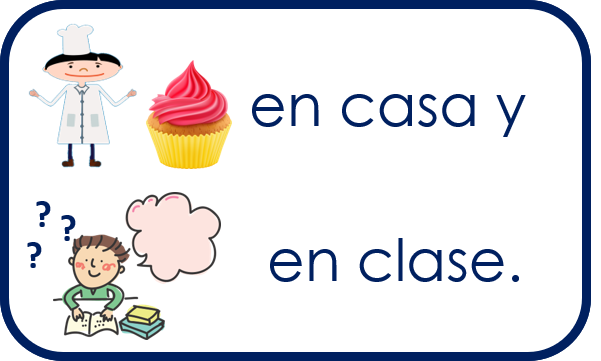 en casa y
? ?
?
en clase.